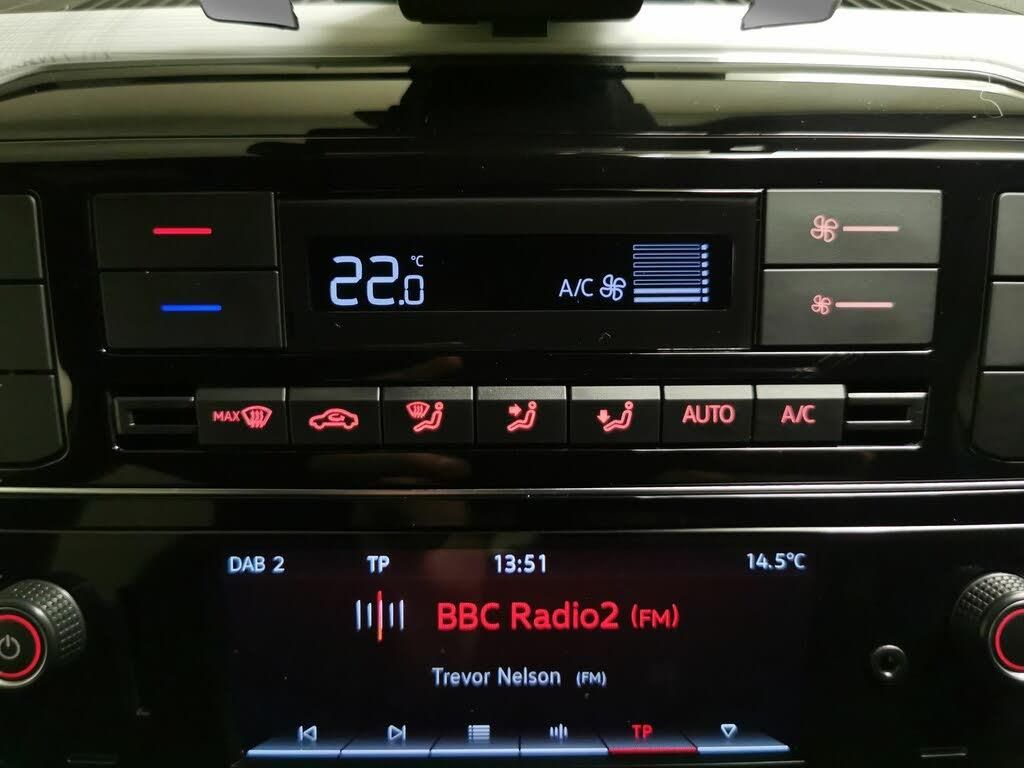 22.0 °C
A/C
MAX
AUTO
A/C
DAB 2 TP 13:51 14.5°C
BBC Radio2 (FM)
Trevor Nelson (FM)
TP